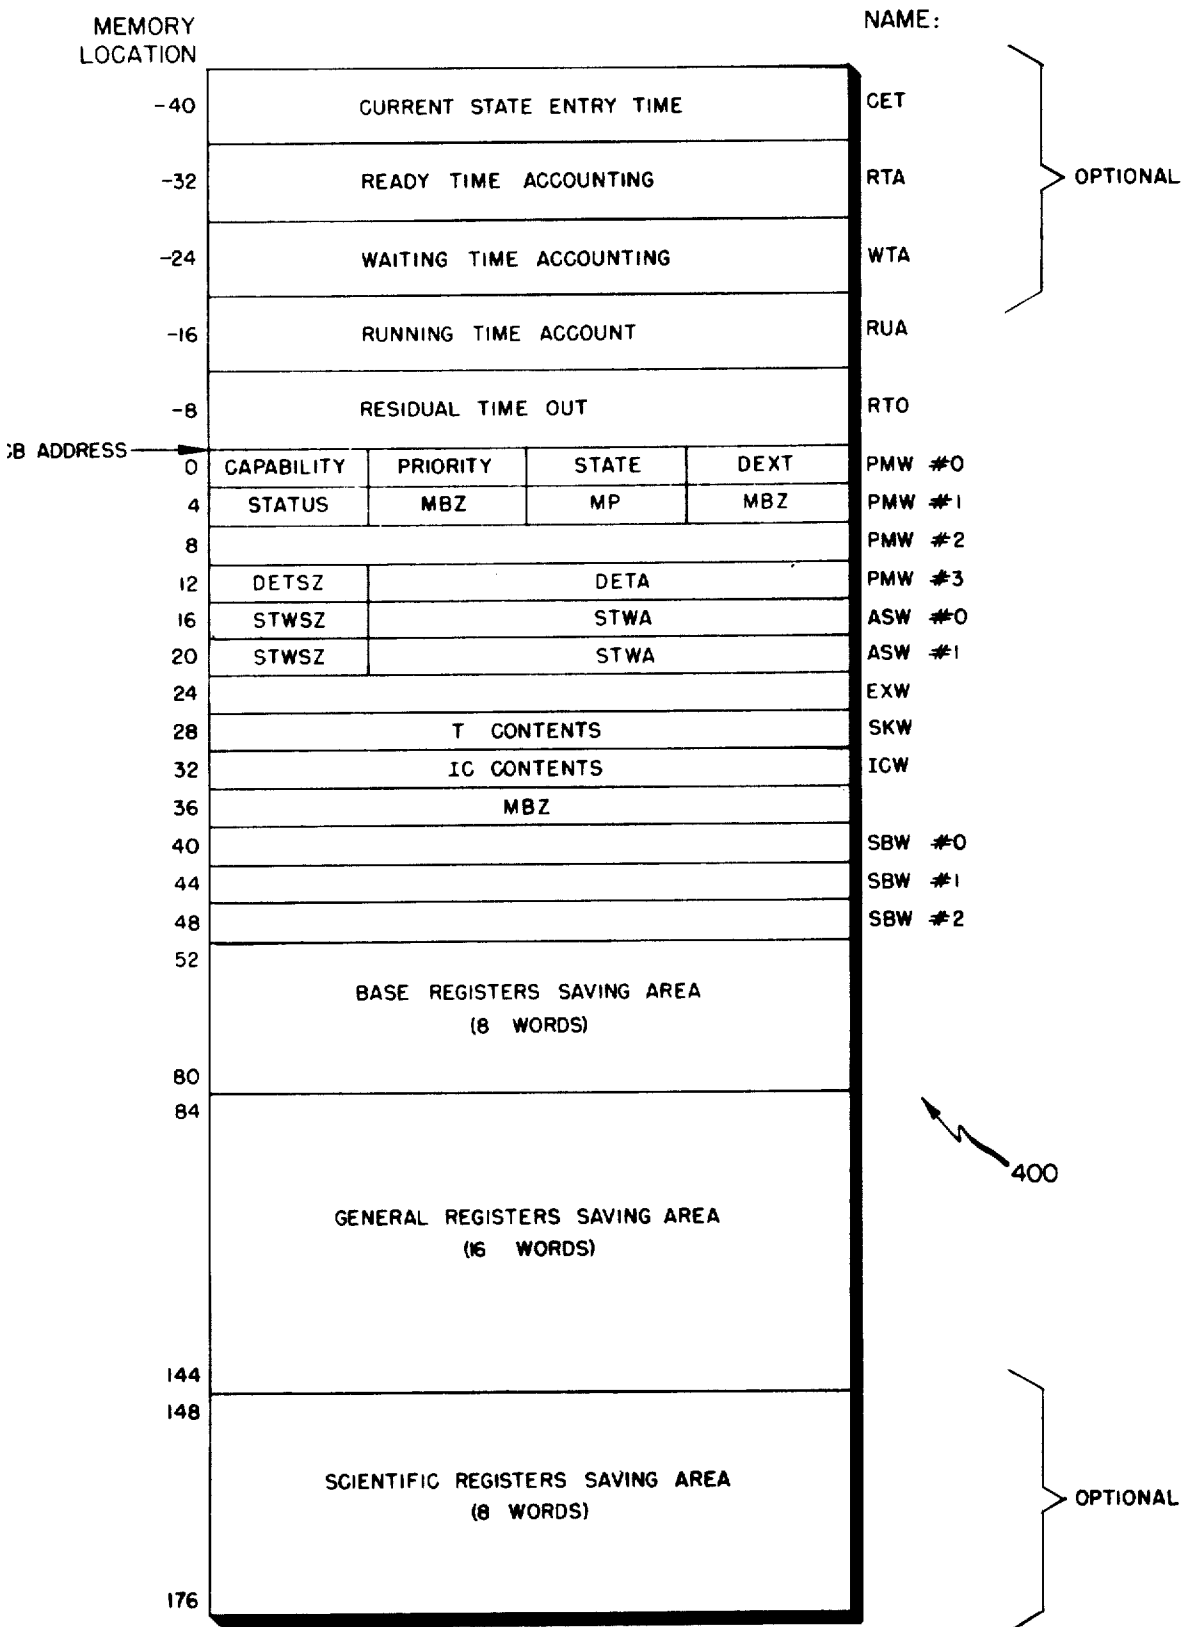 MEMORY LOCATION NAME:
-40 CURRENT STATE ENTRY TIME CET
-32 READY TIME ACCOUNTING RTA OPTIONAL
-24 WAITING TIME ACCOUNTING WTA
-16 RUNNING TIME ACCOUNT RUA
-8 RESIDUAL TIME OUT RTO
ADDRESS
0 CAPABILITY PRIORITY STATE DEXT PMW #0
4 STATUS MBZ MP MBZ PMW #1
8 PMW #2
12 DETSZ DETA PMW #3
16 STWSZ STWA ASW #0
20 STWSZ STWA ASW #1
24 EXW
28 T CONTENTS SKW
32 IC CONTENTS ICW
36 MBZ
40 SBW #0
44 SBW #1
48 SBW #2
52
BASE REGISTERS SAVING AREA
(8 WORDS)
80
84
400
GENERAL REGISTERS SAVING AREA
(16 WORDS)
144
148
SCIENTIFIC REGISTERS SAVING AREA
(8 WORDS)
OPTIONAL
176